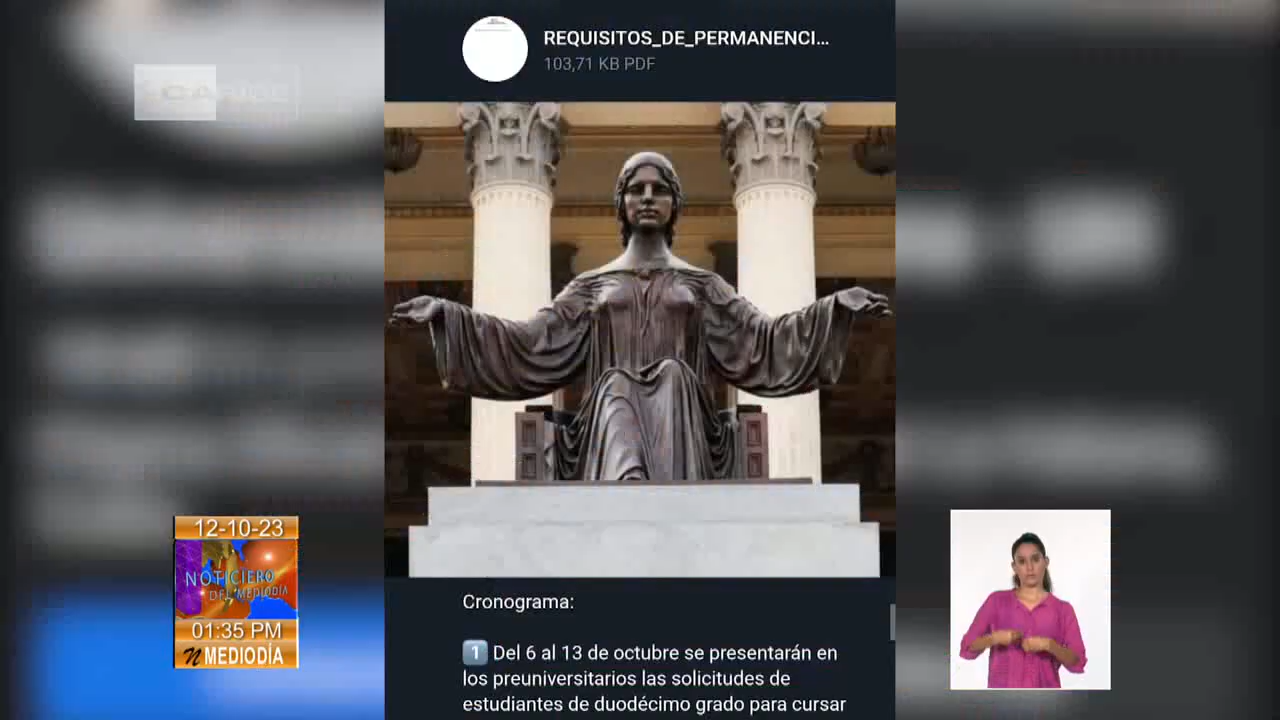 REQUISITOS_DE_PERMANENCI...
103,71 KB PDF
Cronograma:
1 Del 6 al 13 de octubre se presentarán en
los preuniversitarios las solicitudes de
estudiantes de duodécimo grado para cursar
12-10-23
NOTICIERO
DEL MEDIODÍA
01:35 PM
n MEDIODÍA